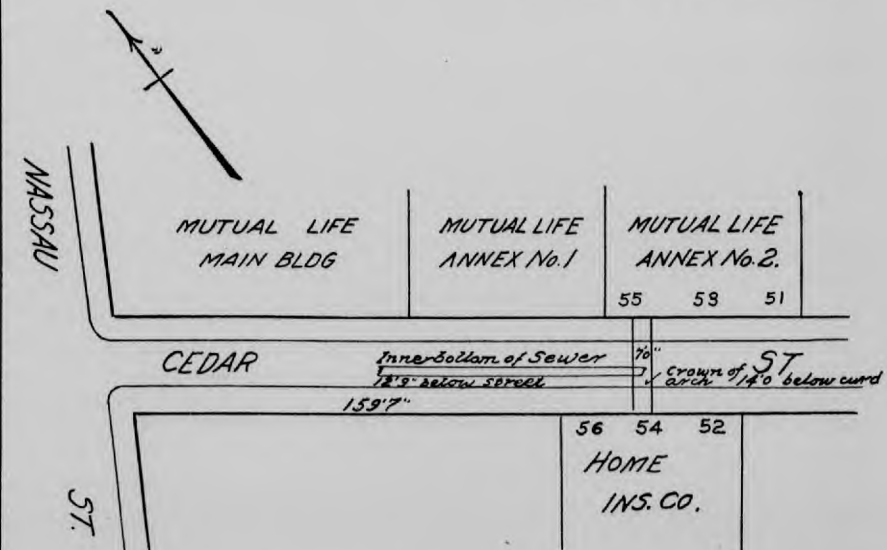 NASSAU
MUTUAL LIFE
MAIN BLDG
MUTUAL LIFE
ANNEX No. 1
MUTUAL LIFE
ANNEX No. 2.
55 53 51
CEDAR
Inner bottom of Sewer
12'9" below street
7'0"
Crown of
arch 14'0 below curd
ST
159'7"
56 54 52
HOME
INS. CO.
ST.